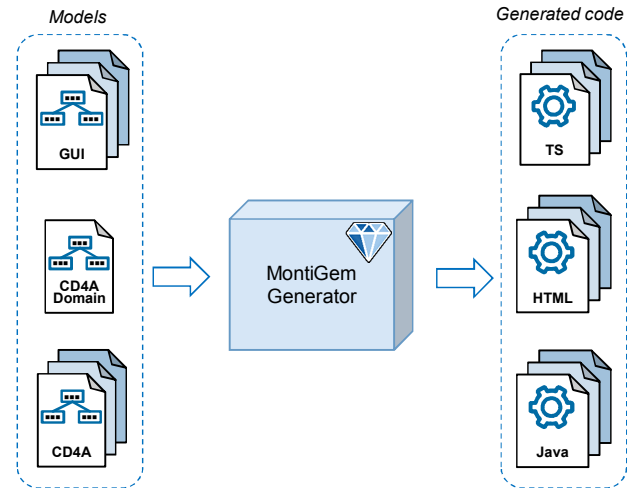 Models
Generated code
GUI
CD4A
Domain
CD4A
MontiGem
Generator
TS
HTML
Java